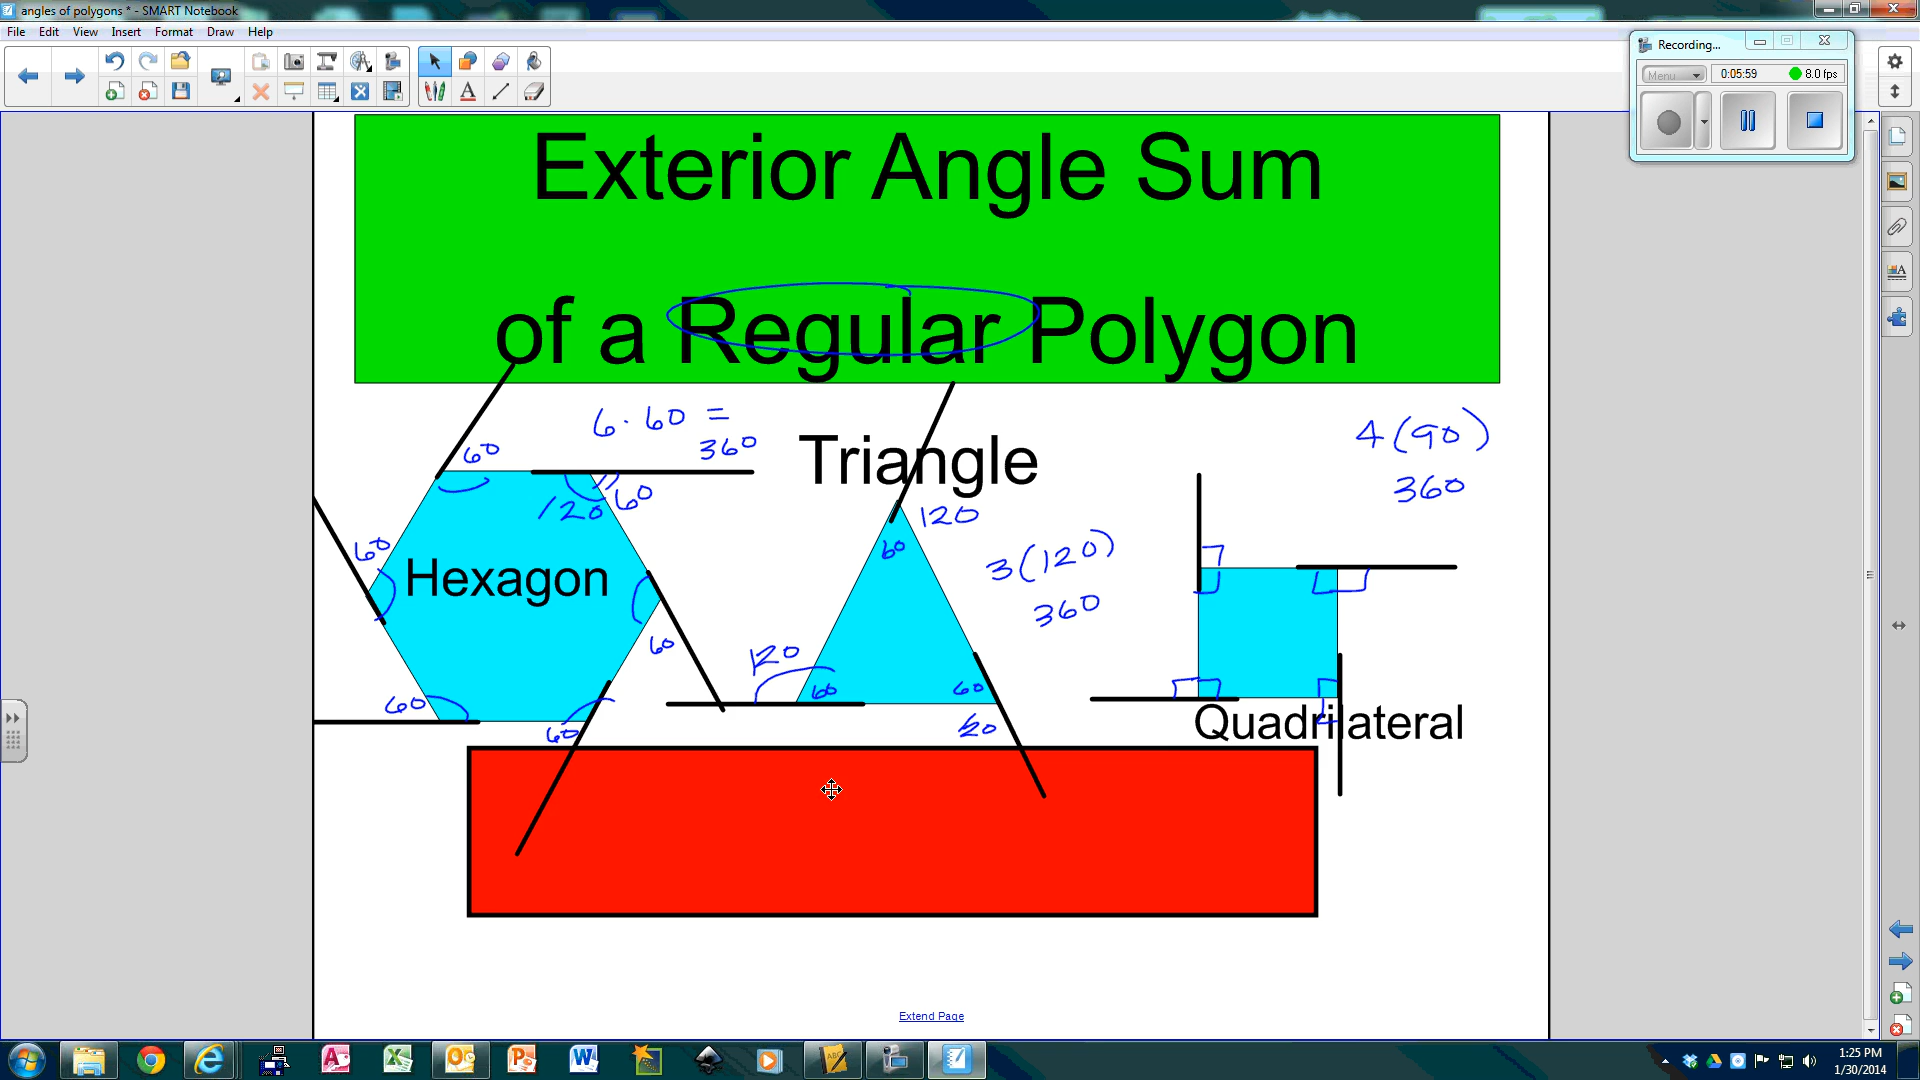 angles of polygons * - SMART Notebook
File Edit View Insert Format Draw Help
Recording...
Menu
0:05:59
8.0 fps
Exterior Angle Sum
of a Regular Polygon
6 · 60 =
360
60
120
60
60
Hexagon
60
60
60
Triangle
120
60
3(120)
360
120
60
60
4(90)
360
Quadrilateral
Extend Page
1:25 PM
1/30/2014